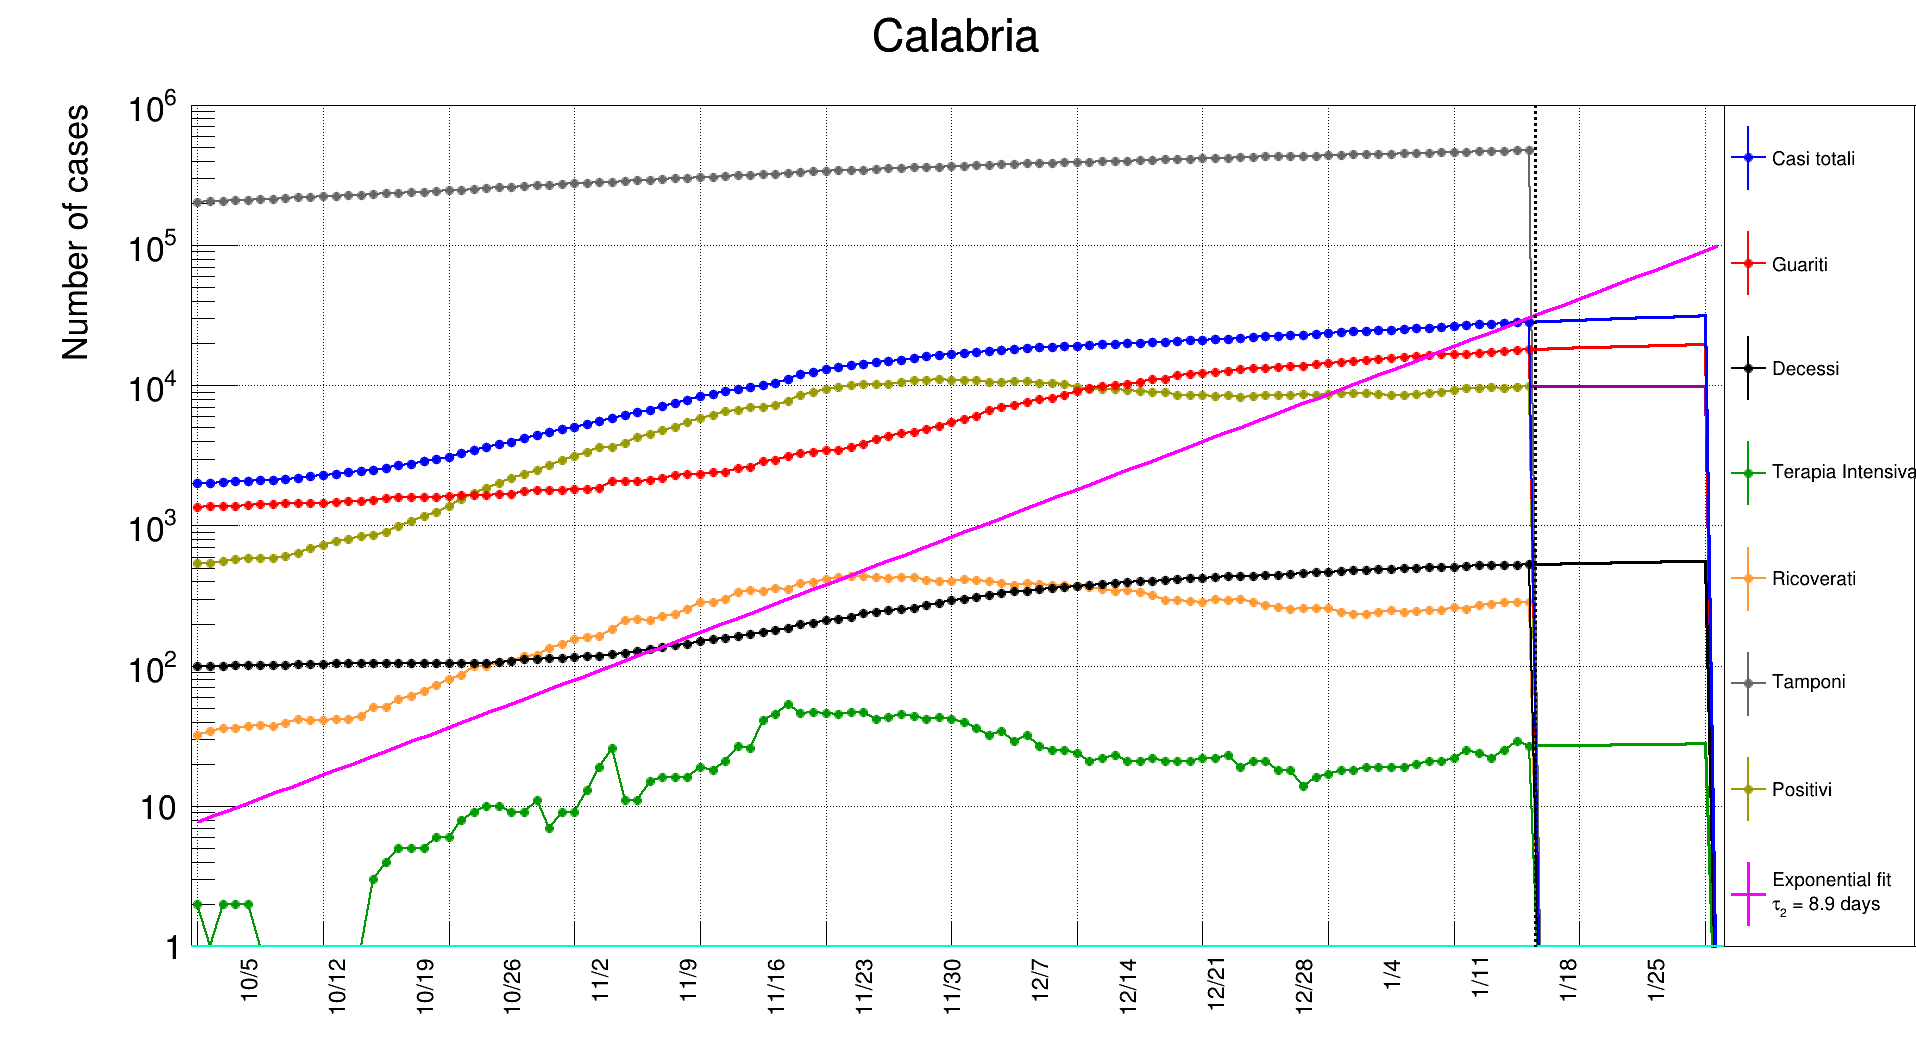 Calabria
Number of cases
10^6
10^5
10^4
10^3
10^2
10
1
10/5
10/12
10/19
10/26
11/2
11/9
11/16
11/23
11/30
12/7
12/14
12/21
12/28
1/4
1/11
1/18
1/25
Casi totali
Guariti
Decessi
Terapia Intensiva
Ricoverati
Tamponi
Positivi
Exponential fit
τ₂ = 8.9 days